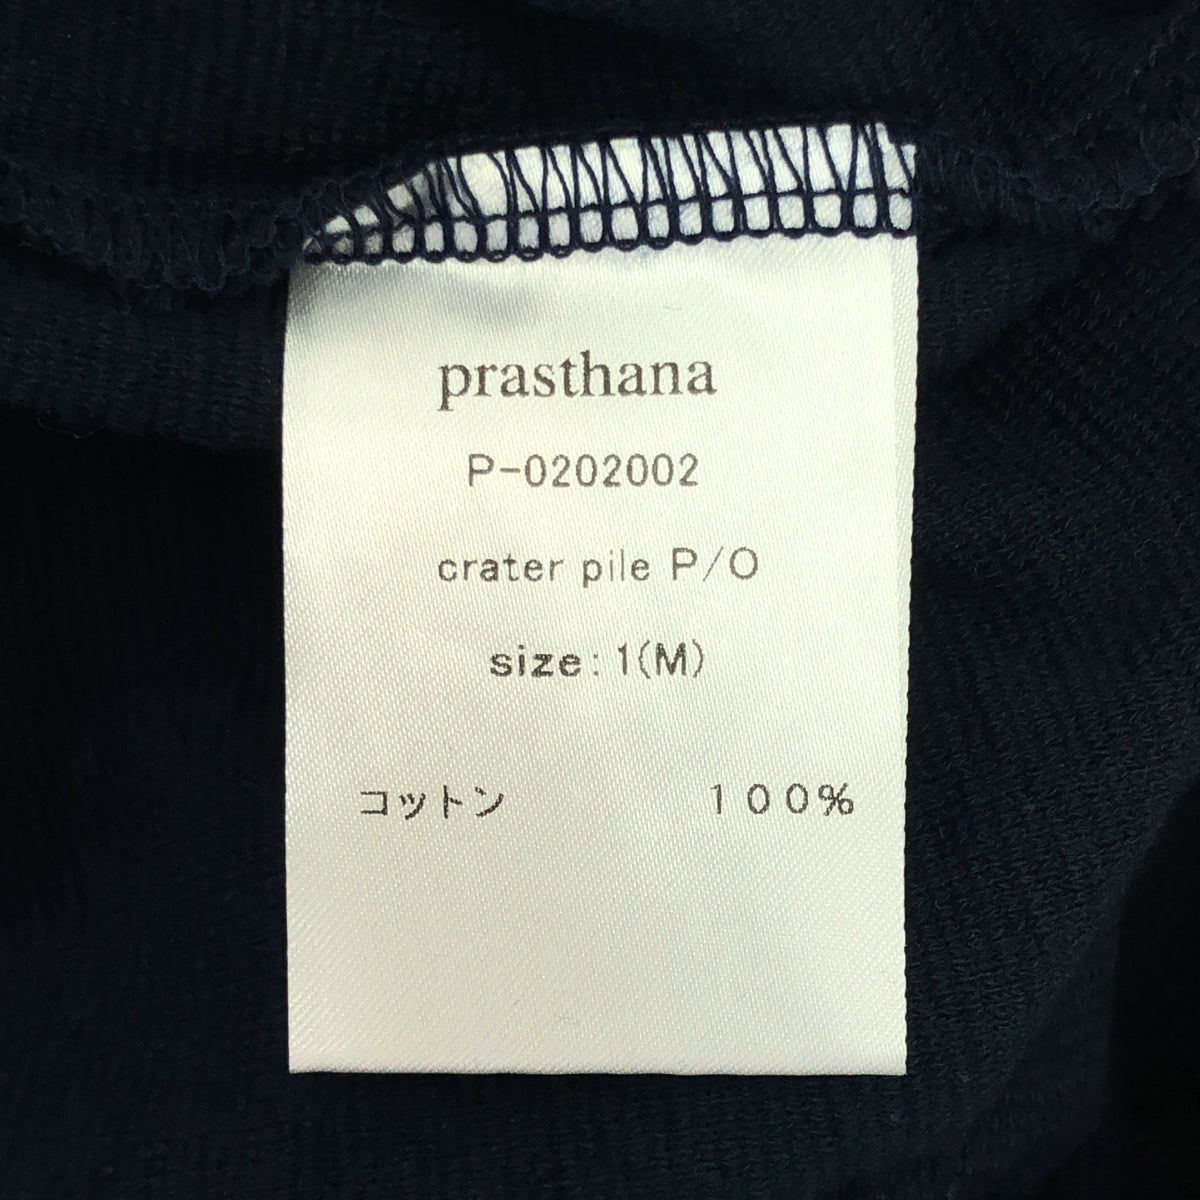 prasthana
P-0202002
crater pile P/O
size: 1(M)
コットン 100%